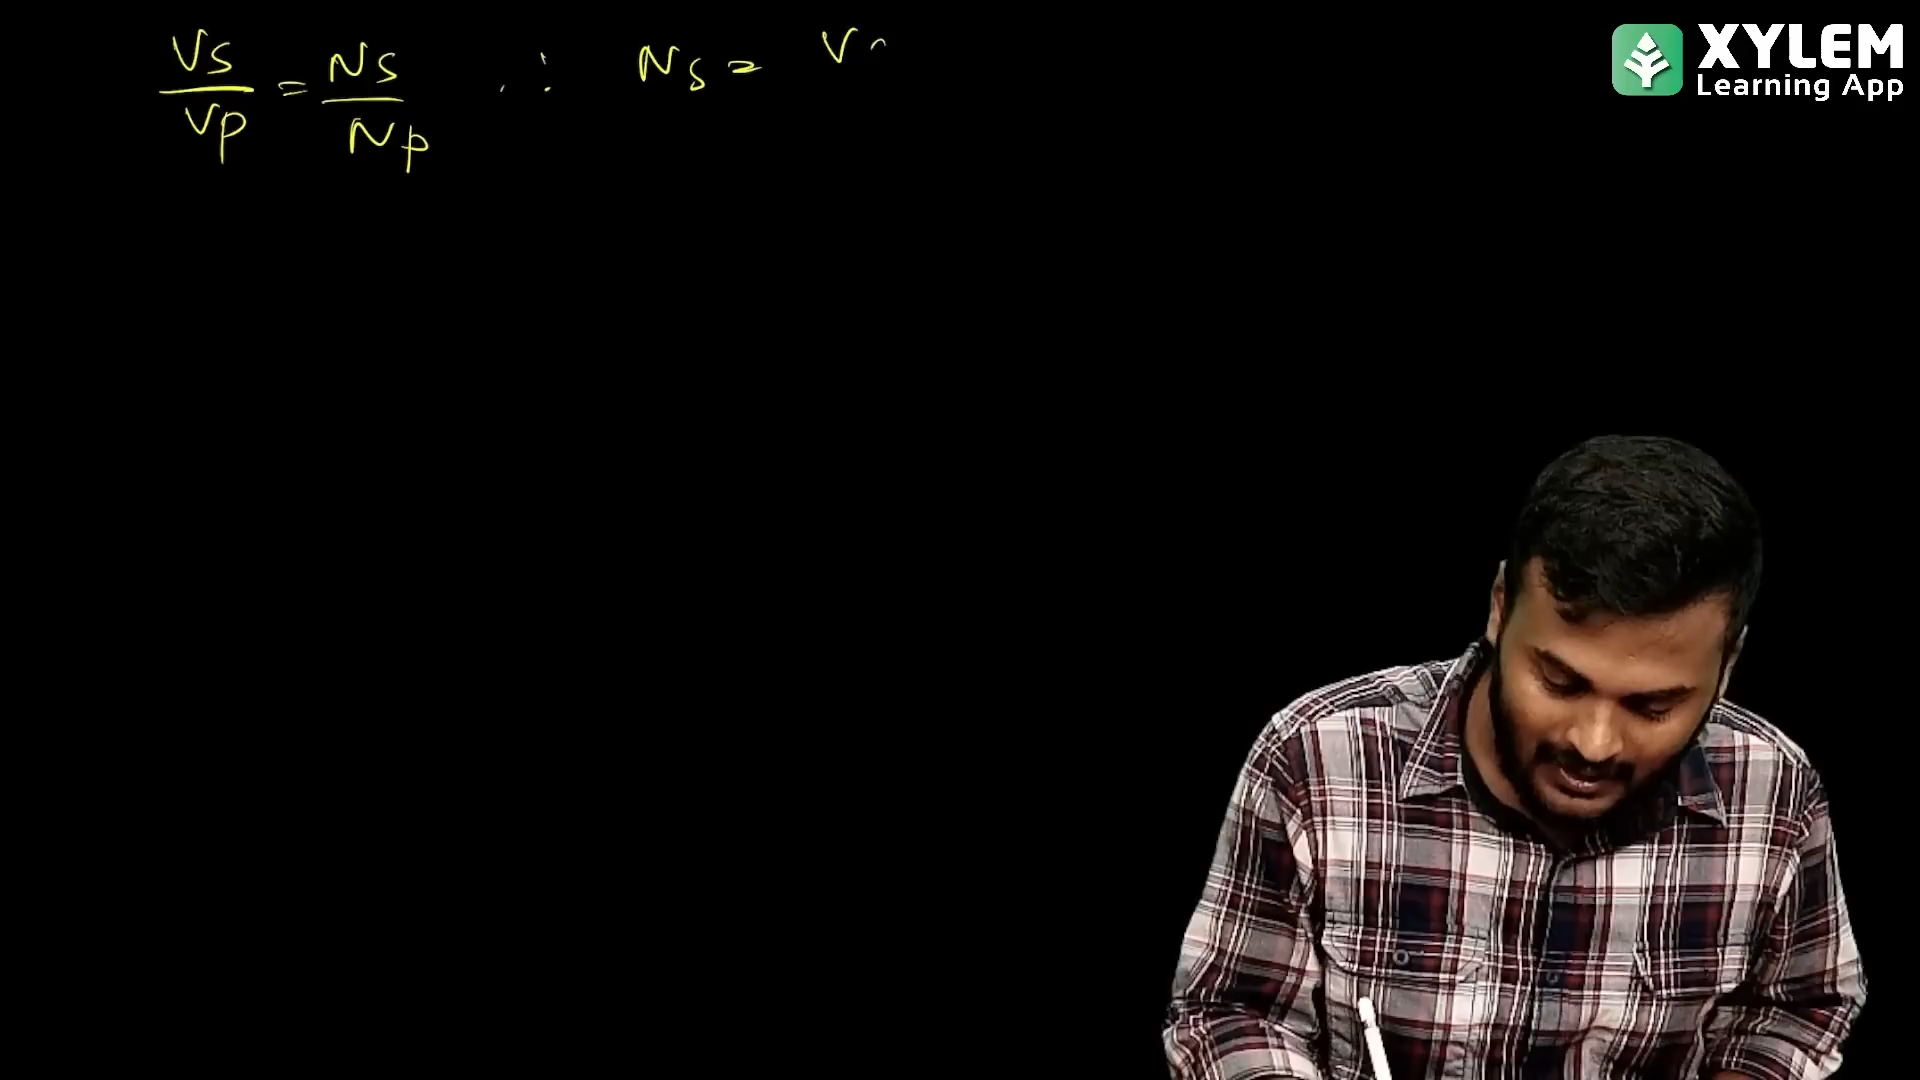 Vs/Vp = Ns/Np ∴ Ns = V
XYLEM
Learning App